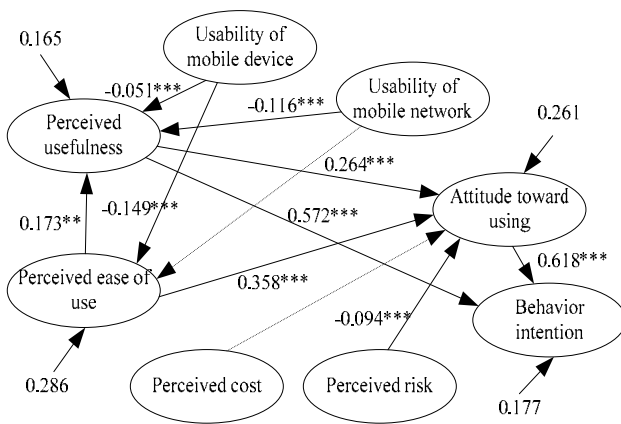 0.165
Usability of
mobile device
-0.051***
Usability of
mobile network
-0.116***
0.261
Perceived
usefulness
0.264***
Attitude toward
using
0.173**
-0.149***
0.572***
0.618***
Perceived ease of
use
0.358***
Behavior
intention
-0.094***
0.286
Perceived cost
Perceived risk
0.177